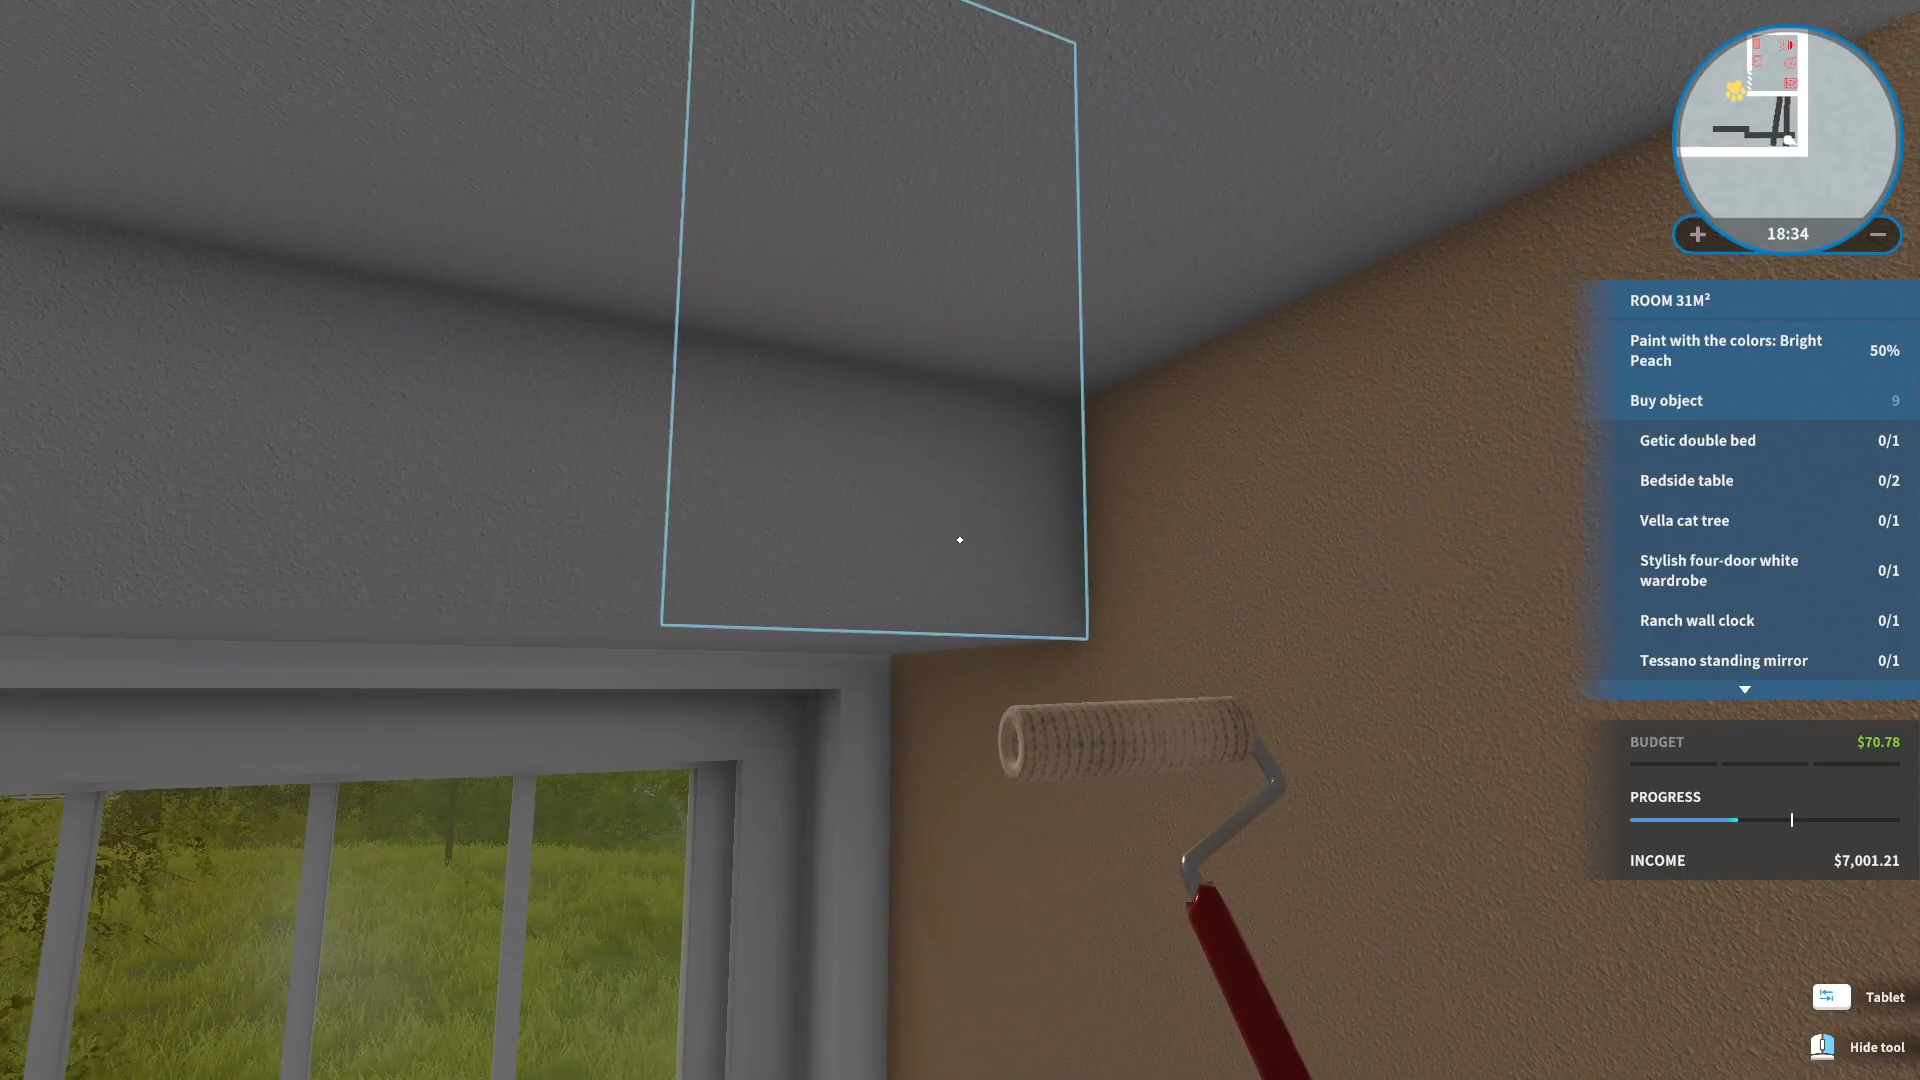 18:34
ROOM 31M²
Paint with the colors: Bright
Peach
50%
Buy object
9
Getic double bed
0/1
Bedside table
0/2
Vella cat tree
0/1
Stylish four-door white
wardrobe
0/1
Ranch wall clock
0/1
Tessano standing mirror
0/1
BUDGET
$70.78
PROGRESS
INCOME
$7,001.21
Tablet
Hide tool